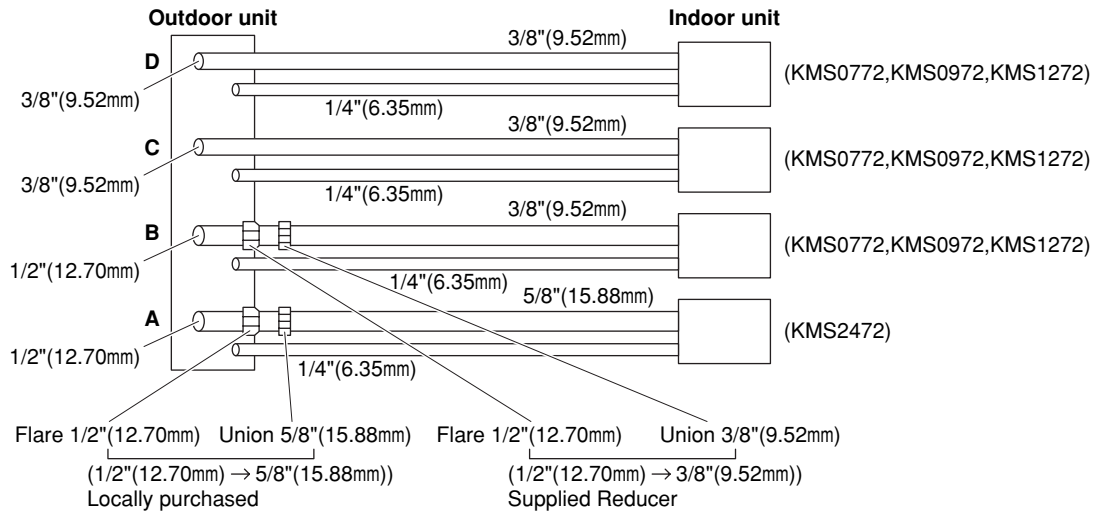 Outdoor unit
Indoor unit
D
3/8"(9.52mm)
3/8"(9.52mm)
1/4"(6.35mm)
(KMS0772,KMS0972,KMS1272)
C
3/8"(9.52mm)
3/8"(9.52mm)
1/4"(6.35mm)
(KMS0772,KMS0972,KMS1272)
B
1/2"(12.70mm)
3/8"(9.52mm)
1/4"(6.35mm)
(KMS0772,KMS0972,KMS1272)
A
1/2"(12.70mm)
5/8"(15.88mm)
1/4"(6.35mm)
(KMS2472)
Flare 1/2"(12.70mm) Union 5/8"(15.88mm)
(1/2"(12.70mm) → 5/8"(15.88mm))
Locally purchased
Flare 1/2"(12.70mm) Union 3/8"(9.52mm)
(1/2"(12.70mm) → 3/8"(9.52mm))
Supplied Reducer